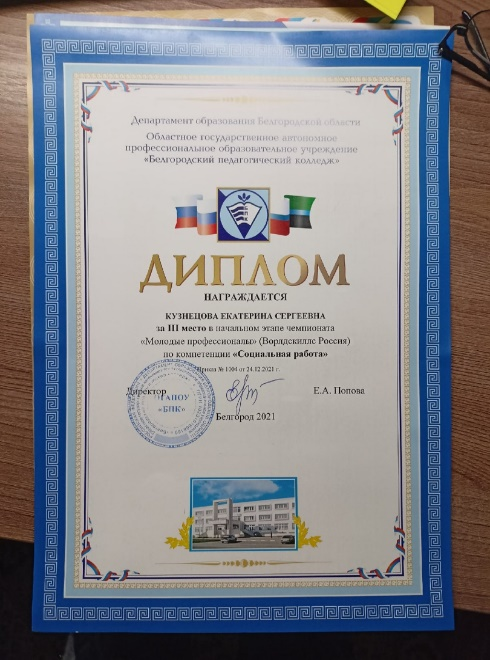 Департамент образования Белгородской области
Областное государственное автономное
профессиональное образовательное учреждение
«Белгородский педагогический колледж»
ДИПЛОМ
НАГРАЖДАЕТСЯ
КУЗНЕЦОВА ЕКАТЕРИНА СЕРГЕЕВНА
за III место в начальном этапе чемпионата
«Молодые профессионалы» (Ворлдскиллс Россия)
по компетенции «Социальная работа»
Приказ № 1004 от 24.12.2021 г.
Директор
Е.А. Попова
ОГАПОУ
«БПК»
Белгород 2021